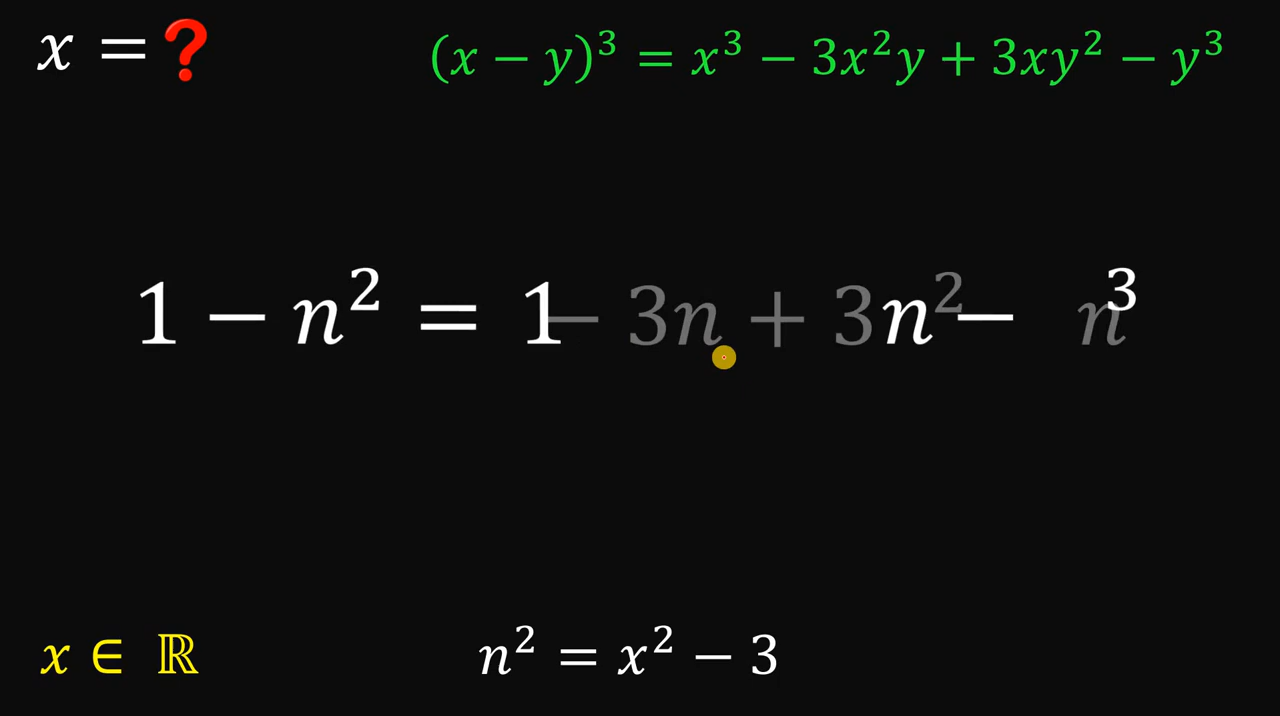 x = ❓ (x − y)³ = x³ − 3x²y + 3xy² − y³
1 − n² = 1 − 3n + 3n² − n³
x ∈ ℝ n² = x² − 3